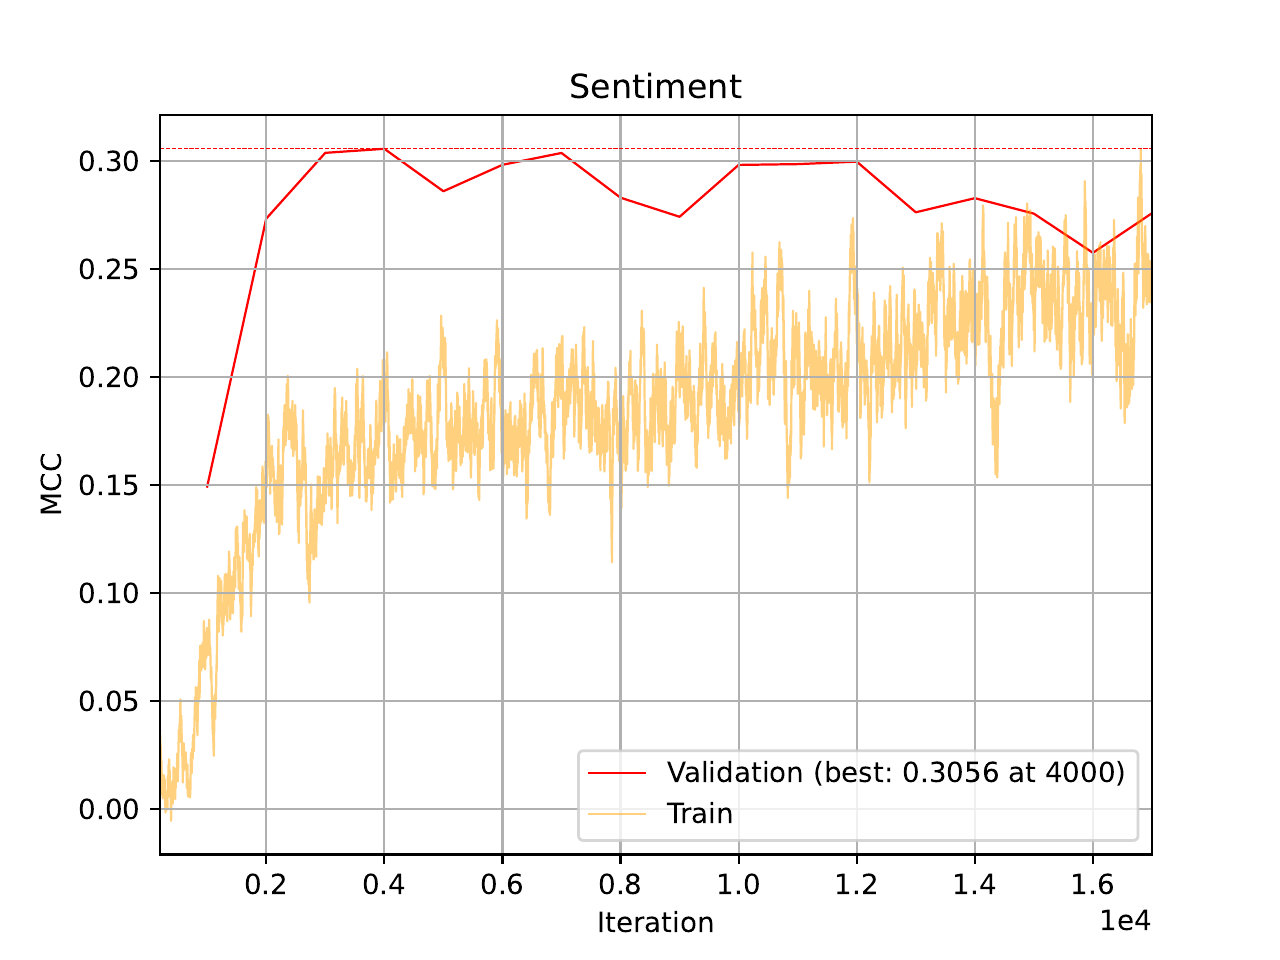 Sentiment
MCC
0.30
0.25
0.20
0.15
0.10
0.05
0.00
Validation (best: 0.3056 at 4000)
Train
0.2 0.4 0.6 0.8 1.0 1.2 1.4 1.6
1e4
Iteration